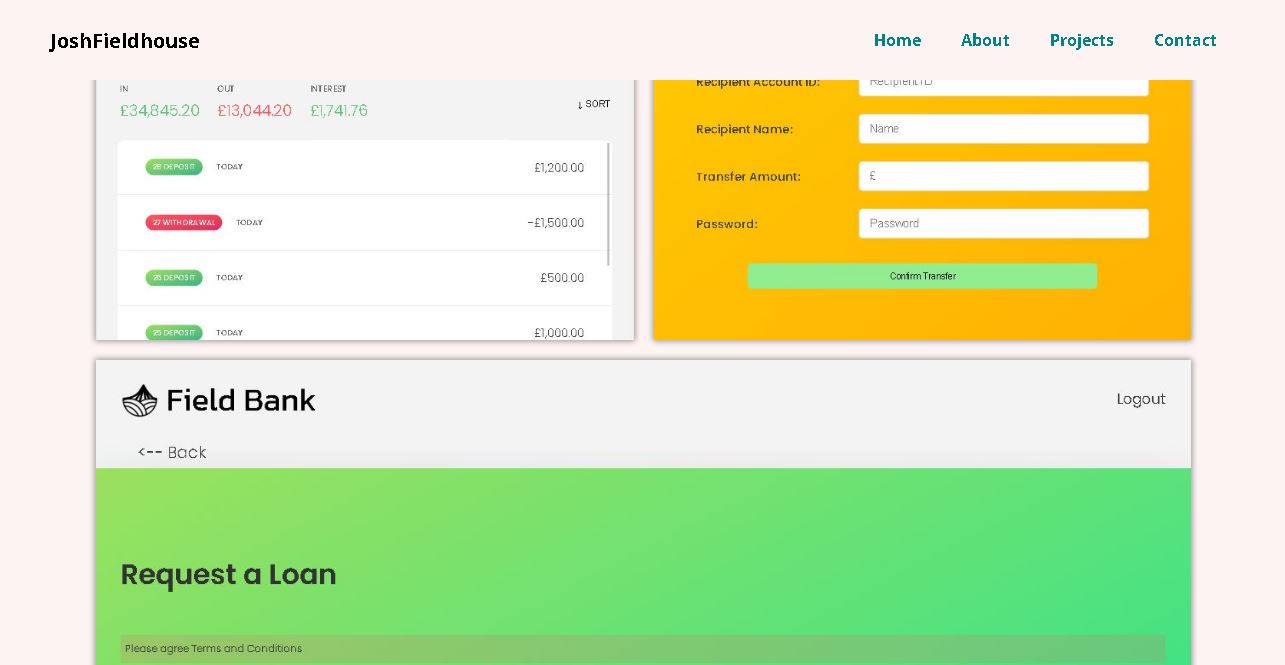 JoshFieldhouse
Home About Projects Contact
IN OUT INTEREST
£34,845.20 £13,044.20 £1,741.76
↓ SORT
28 DEPOSIT TODAY £1,200.00
27 WITHDRAWAL TODAY -£1,500.00
26 DEPOSIT TODAY £500.00
25 DEPOSIT TODAY £1,000.00
Recipient Account ID: Recipient ID
Recipient Name: Name
Transfer Amount: £
Password: Password
Confirm Transfer
Field Bank
Logout
<-- Back
Request a Loan
Please agree Terms and Conditions